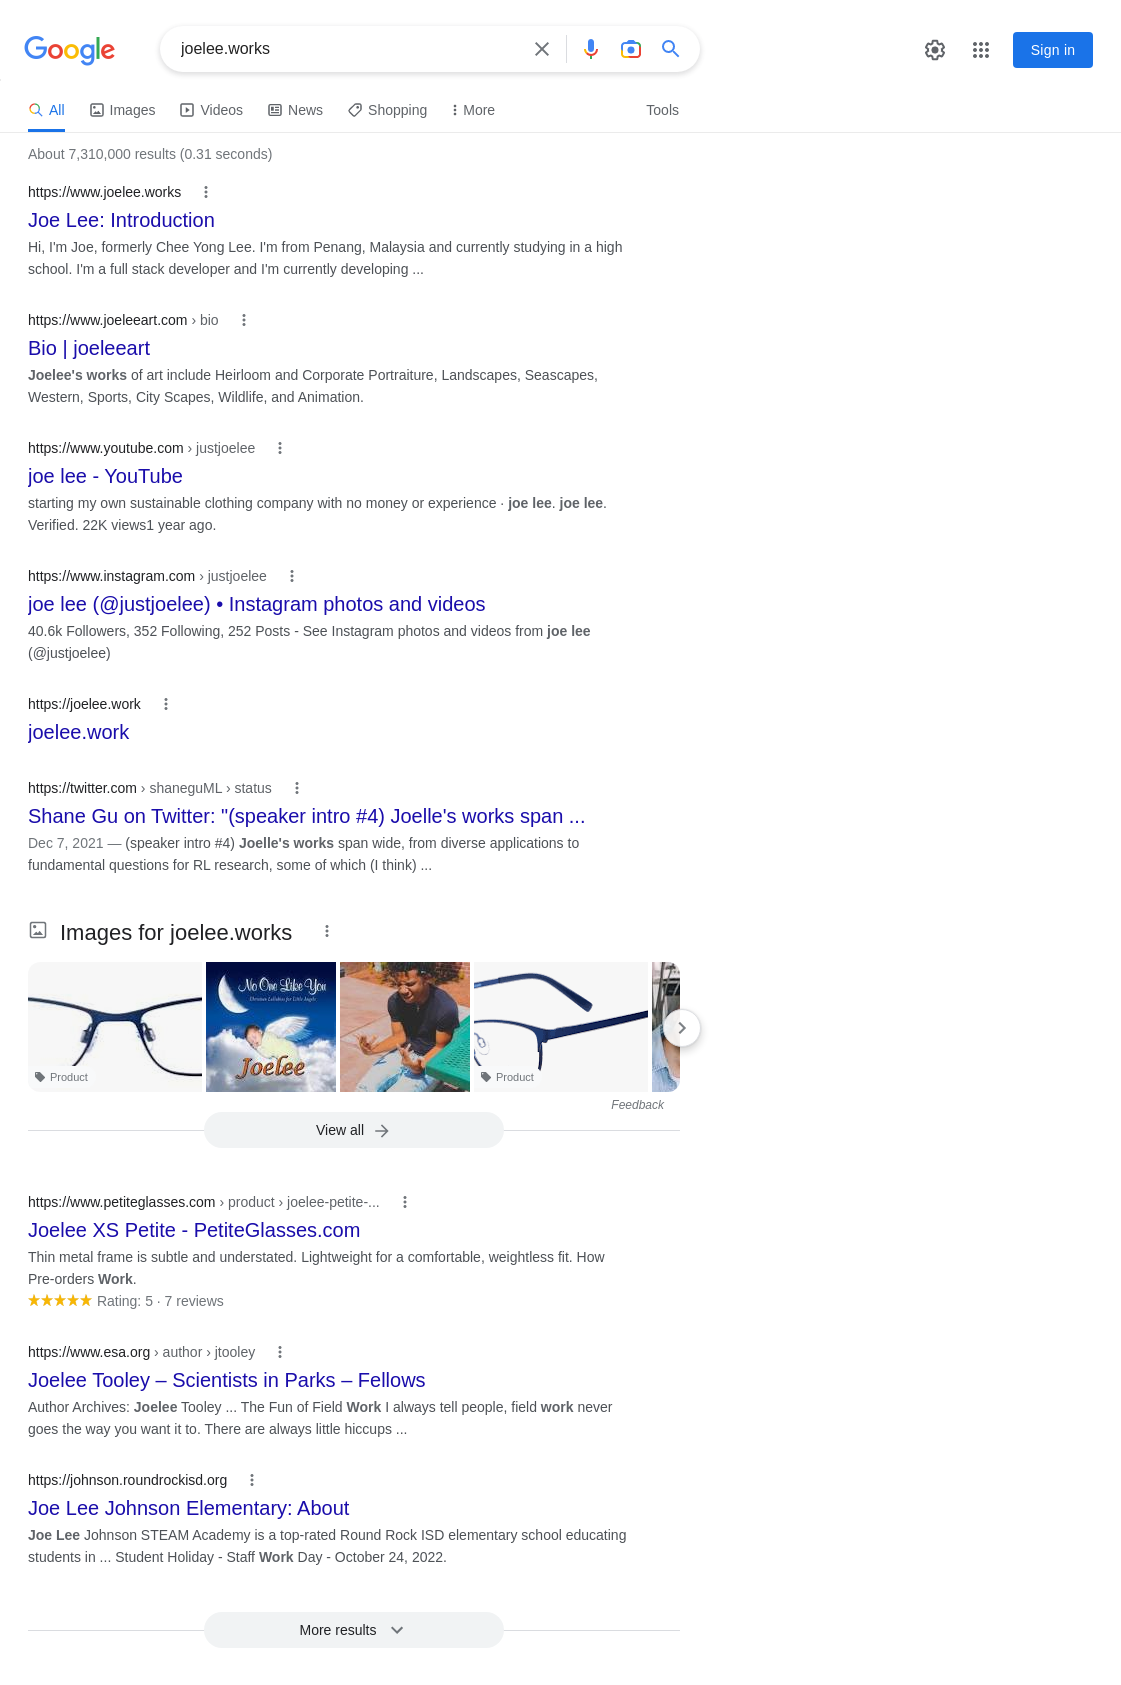 Google
joelee.works
Sign in
All
Images
Videos
News
Shopping
More
Tools
About 7,310,000 results (0.31 seconds)
https://www.joelee.works
Joe Lee: Introduction
Hi, I'm Joe, formerly Chee Yong Lee. I'm from Penang, Malaysia and currently studying in a high
school. I'm a full stack developer and I'm currently developing ...
https://www.joeleeart.com › bio
Bio | joeleeart
Joelee's works of art include Heirloom and Corporate Portraiture, Landscapes, Seascapes,
Western, Sports, City Scapes, Wildlife, and Animation.
https://www.youtube.com › justjoelee
joe lee - YouTube
starting my own sustainable clothing company with no money or experience · joe lee. joe lee.
Verified. 22K views1 year ago.
https://www.instagram.com › justjoelee
joe lee (@justjoelee) • Instagram photos and videos
40.6k Followers, 352 Following, 252 Posts - See Instagram photos and videos from joe lee
(@justjoelee)
https://joelee.work
joelee.work
https://twitter.com › shaneguML › status
Shane Gu on Twitter: "(speaker intro #4) Joelle's works span ...
Dec 7, 2021 — (speaker intro #4) Joelle's works span wide, from diverse applications to
fundamental questions for RL research, some of which (I think) ...
Images for joelee.works
No One Like You
Christian Lullabies for Little Angels
Joelee
Product
Product
Feedback
View all
https://www.petiteglasses.com › product › joelee-petite-...
Joelee XS Petite - PetiteGlasses.com
Thin metal frame is subtle and understated. Lightweight for a comfortable, weightless fit. How
Pre-orders Work.
Rating: 5 · 7 reviews
https://www.esa.org › author › jtooley
Joelee Tooley – Scientists in Parks – Fellows
Author Archives: Joelee Tooley ... The Fun of Field Work I always tell people, field work never
goes the way you want it to. There are always little hiccups ...
https://johnson.roundrockisd.org
Joe Lee Johnson Elementary: About
Joe Lee Johnson STEAM Academy is a top-rated Round Rock ISD elementary school educating
students in ... Student Holiday - Staff Work Day - October 24, 2022.
More results